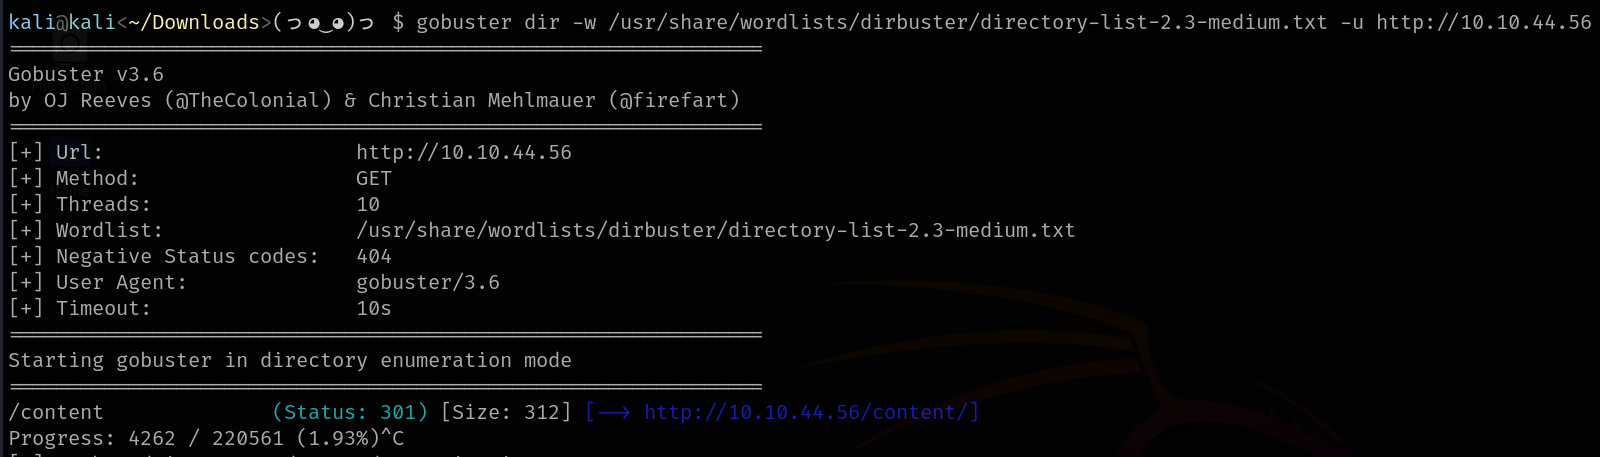 kali@kali<~/Downloads>(っ◕‿◕)っ $ gobuster dir -w /usr/share/wordlists/dirbuster/directory-list-2.3-medium.txt -u http://10.10.44.56
===============================================================
Gobuster v3.6
by OJ Reeves (@TheColonial) & Christian Mehlmauer (@firefart)
===============================================================
[+] Url:                     http://10.10.44.56
[+] Method:                  GET
[+] Threads:                 10
[+] Wordlist:                /usr/share/wordlists/dirbuster/directory-list-2.3-medium.txt
[+] Negative Status codes:   404
[+] User Agent:              gobuster/3.6
[+] Timeout:                 10s
===============================================================
Starting gobuster in directory enumeration mode
===============================================================
/content              (Status: 301) [Size: 312] [--> http://10.10.44.56/content/]
Progress: 4262 / 220561 (1.93%)^C